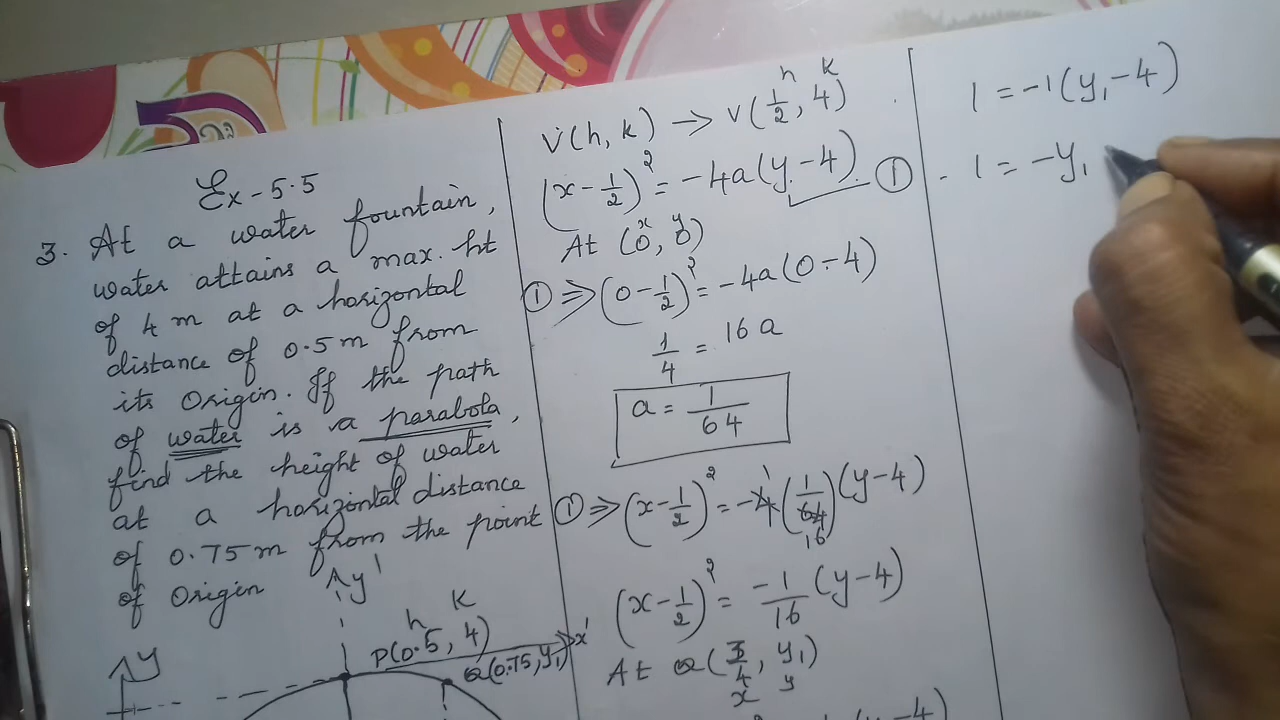 Ex - 5.5
3. At a water fountain,
water attains a max. ht
of 4 m at a horizontal
distance of 0.5 m from
its Origin. If the path
of water is a parabola,
find the height of water
at a horizontal distance
of 0.75 m from the point
of Origin
y'
h K
P(0.5, 4) x'
Q(0.75, y₁)
y
h K
V(h, k) → V(1/2, 4)
(x - 1/2)² = -4a(y - 4) ①
x y
At (0, 0)
① ⇒ (0 - 1/2)² = -4a(0 - 4)
1/4 = 16 a
a = 1/64
① ⇒ (x - 1/2)² = -4 1 (1/64 16)(y - 4)
(x - 1/2)² = -1/16 (y - 4)
At Q(3/4, y₁)
x y
(y - 4)
1 = -1(y₁ - 4)
1 = -y₁